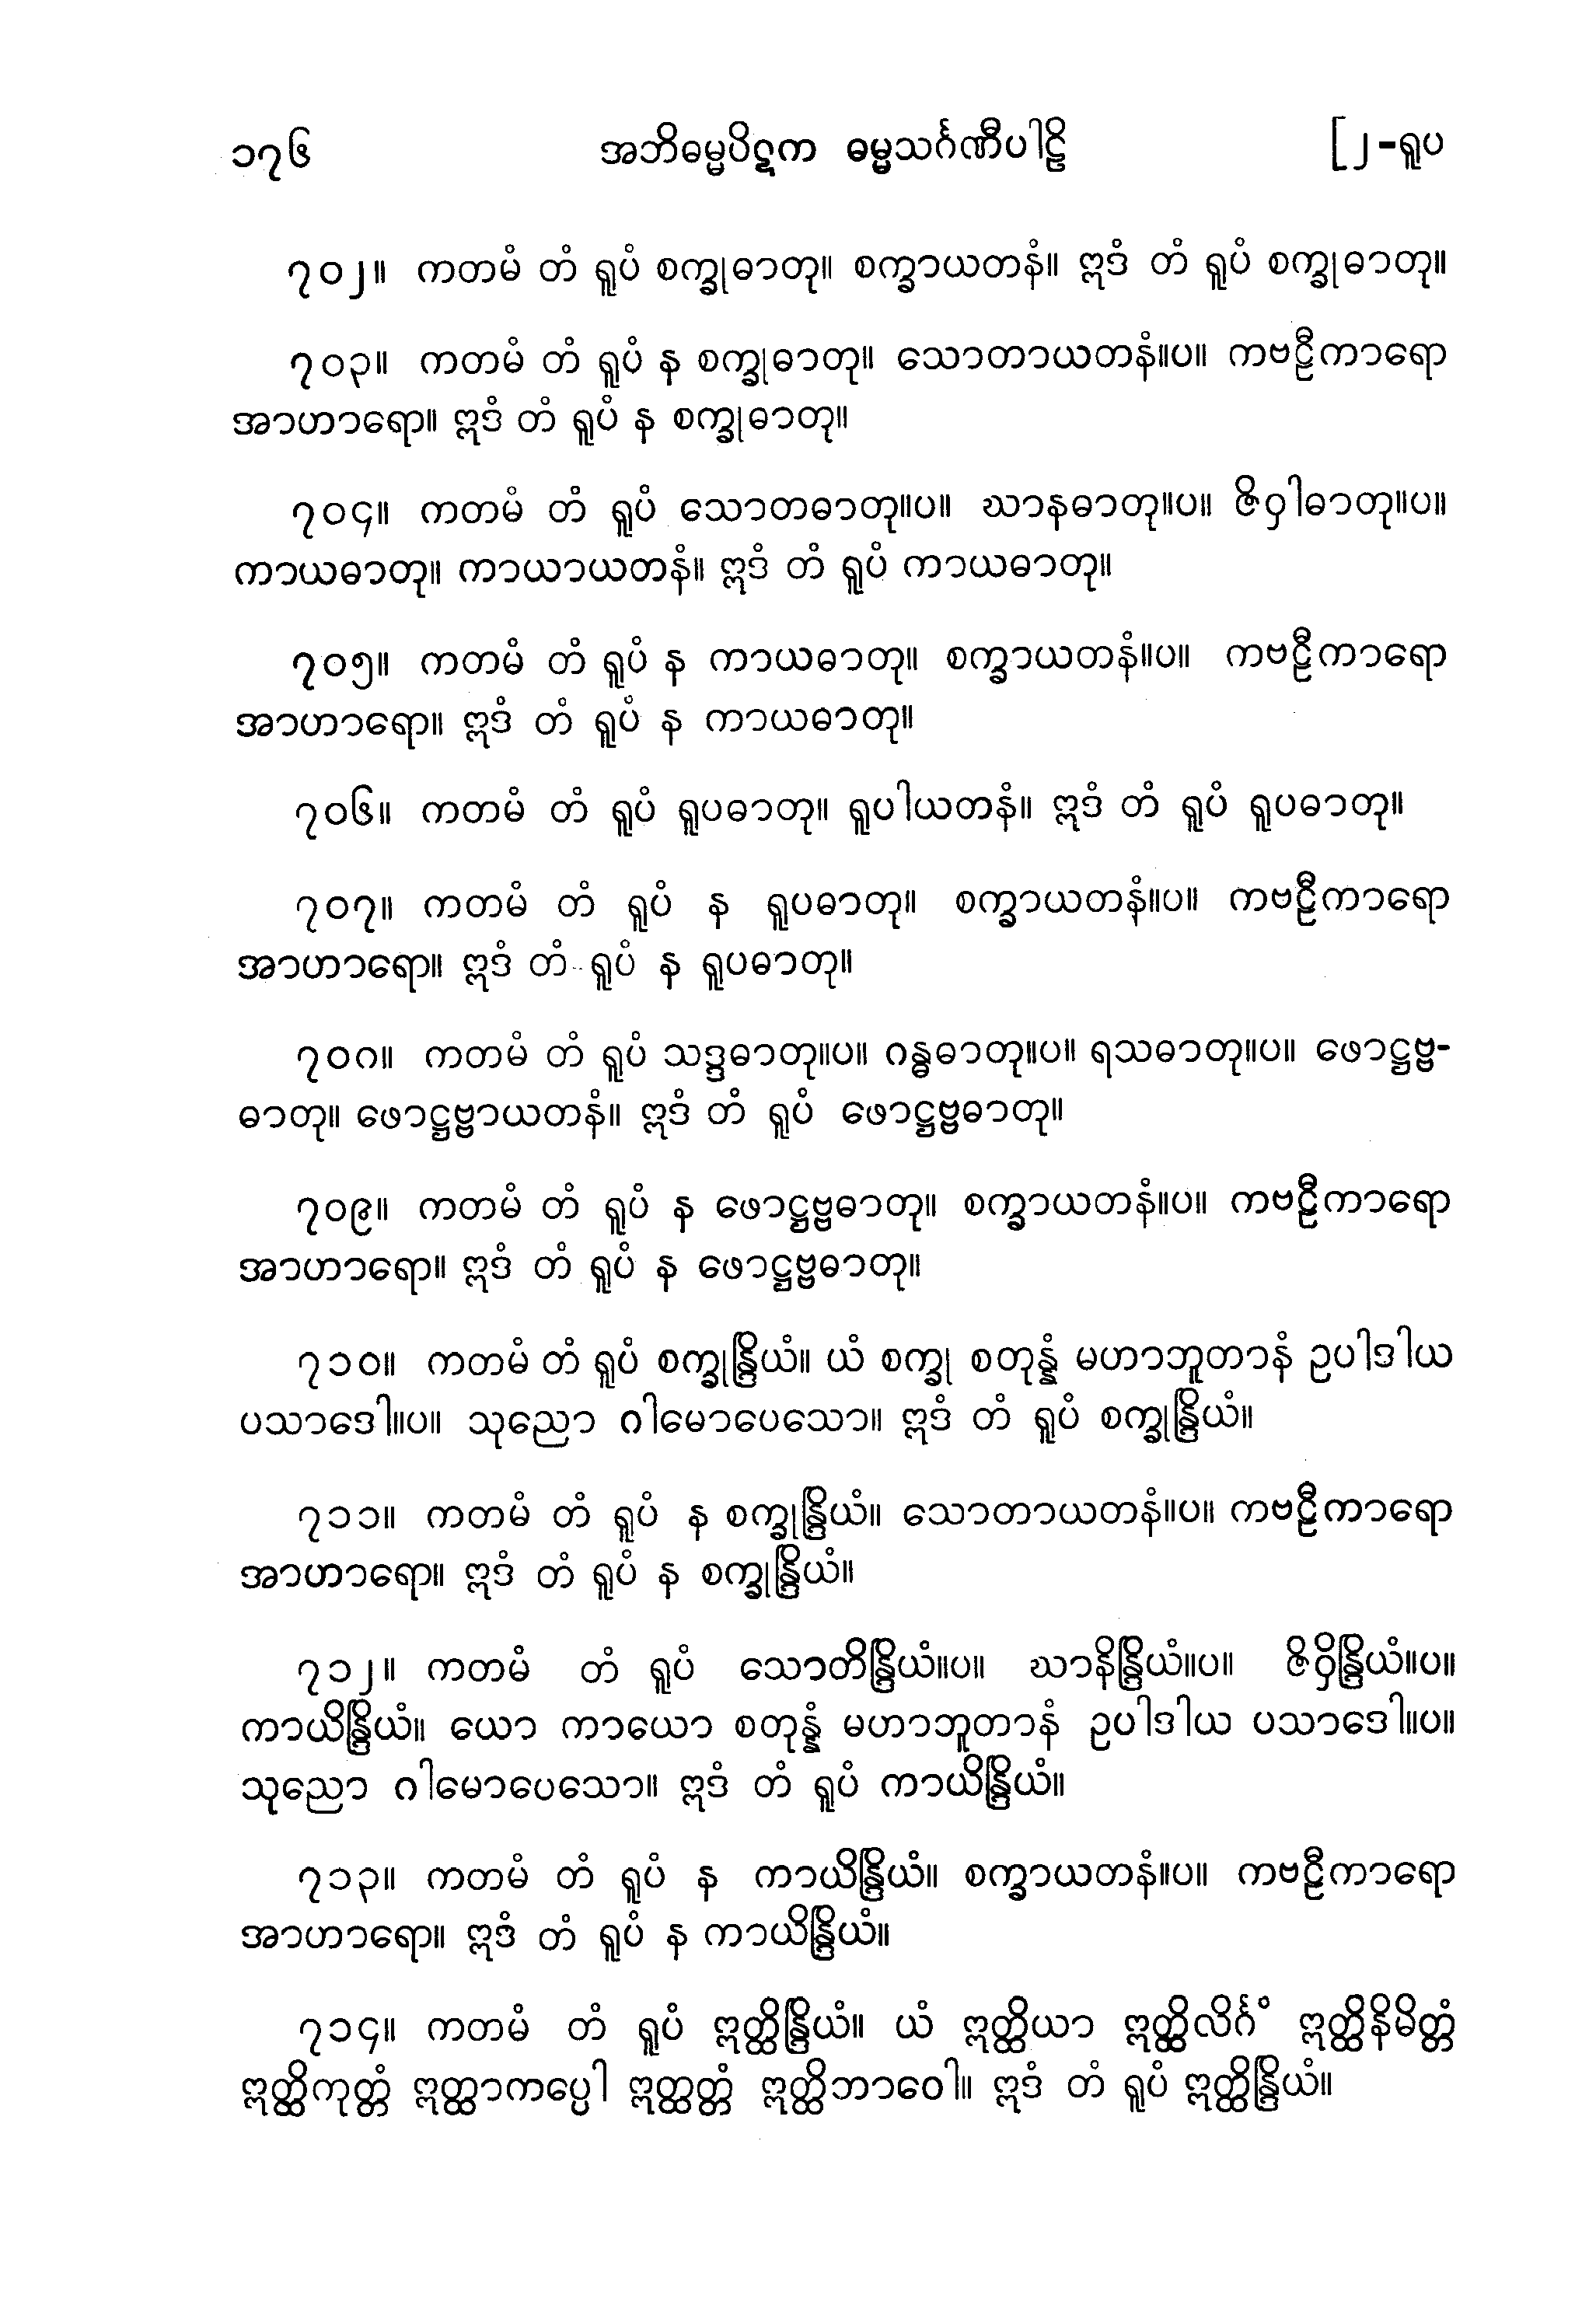 ၁၇၆ အဘိဓမ္မပိဋက ဓမ္မသင်္ဂဏီပါဠိ [၂-ရူပ
၇၀၂။ ကတမံ တံ ရူပံ စက္ခုဓာတု။ စက္ခာယတနံ။ ဣဒံ တံ ရူပံ စက္ခုဓာတု။
၇၀၃။ ကတမံ တံ ရူပံ န စက္ခုဓာတု။ သောတာယတနံ။ပ။ ကဗဠီကာရော
အာဟာရော။ ဣဒံ တံ ရူပံ န စက္ခုဓာတု။
၇၀၄။ ကတမံ တံ ရူပံ သောတဓာတု။ပ။ ဃာနဓာတု။ပ။ ဇိဝှါဓာတု။ပ။
ကာယဓာတု။ ကာယာယတနံ။ ဣဒံ တံ ရူပံ ကာယဓာတု။
၇၀၅။ ကတမံ တံ ရူပံ န ကာယဓာတု။ စက္ခာယတနံ။ပ။ ကဗဠီကာရော
အာဟာရော။ ဣဒံ တံ ရူပံ န ကာယဓာတု။
၇၀၆။ ကတမံ တံ ရူပံ ရူပဓာတု။ ရူပါယတနံ။ ဣဒံ တံ ရူပံ ရူပဓာတု။
၇၀၇။ ကတမံ တံ ရူပံ န ရူပဓာတု။ စက္ခာယတနံ။ပ။ ကဗဠီကာရော
အာဟာရော။ ဣဒံ တံ ရူပံ န ရူပဓာတု။
၇၀၈။ ကတမံ တံ ရူပံ သဒ္ဒဓာတု။ပ။ ဂန္ဓဓာတု။ပ။ ရသဓာတု။ပ။ ဖောဋ္ဌဗ္ဗ-
ဓာတု။ ဖောဋ္ဌဗ္ဗာယတနံ။ ဣဒံ တံ ရူပံ ဖောဋ္ဌဗ္ဗဓာတု။
၇၀၉။ ကတမံ တံ ရူပံ န ဖောဋ္ဌဗ္ဗဓာတု။ စက္ခာယတနံ။ပ။ ကဗဠီကာရော
အာဟာရော။ ဣဒံ တံ ရူပံ န ဖောဋ္ဌဗ္ဗဓာတု။
၇၁၀။ ကတမံ တံ ရူပံ စက္ခုန္ဒြိယံ။ ယံ စက္ခု စတုန္နံ မဟာဘူတာနံ ဥပါဒါယ
ပသာဒေါ။ပ။ သုညော ဂါမောပေသော။ ဣဒံ တံ ရူပံ စက္ခုန္ဒြိယံ။
၇၁၁။ ကတမံ တံ ရူပံ န စက္ခုန္ဒြိယံ။ သောတာယတနံ။ပ။ ကဗဠီကာရော
အာဟာရော။ ဣဒံ တံ ရူပံ န စက္ခုန္ဒြိယံ။
၇၁၂။ ကတမံ တံ ရူပံ သောတိန္ဒြိယံ။ပ။ ဃာနိန္ဒြိယံ။ပ။ ဇိဝှိန္ဒြိယံ။ပ။
ကာယိန္ဒြိယံ။ ယော ကာယော စတုန္နံ မဟာဘူတာနံ ဥပါဒါယ ပသာဒေါ။ပ။
သုညော ဂါမောပေသော။ ဣဒံ တံ ရူပံ ကာယိန္ဒြိယံ။
၇၁၃။ ကတမံ တံ ရူပံ န ကာယိန္ဒြိယံ။ စက္ခာယတနံ။ပ။ ကဗဠီကာရော
အာဟာရော။ ဣဒံ တံ ရူပံ န ကာယိန္ဒြိယံ။
၇၁၄။ ကတမံ တံ ရူပံ ဣတ္ထိန္ဒြိယံ။ ယံ ဣတ္ထိယာ ဣတ္ထိလိင်္ဂံ ဣတ္ထိနိမိတ္တံ
ဣတ္ထိကုတ္တံ ဣတ္ထာကပ္ပေါ ဣတ္ထတ္တံ ဣတ္ထိဘာဝေါ။ ဣဒံ တံ ရူပံ ဣတ္ထိန္ဒြိယံ။